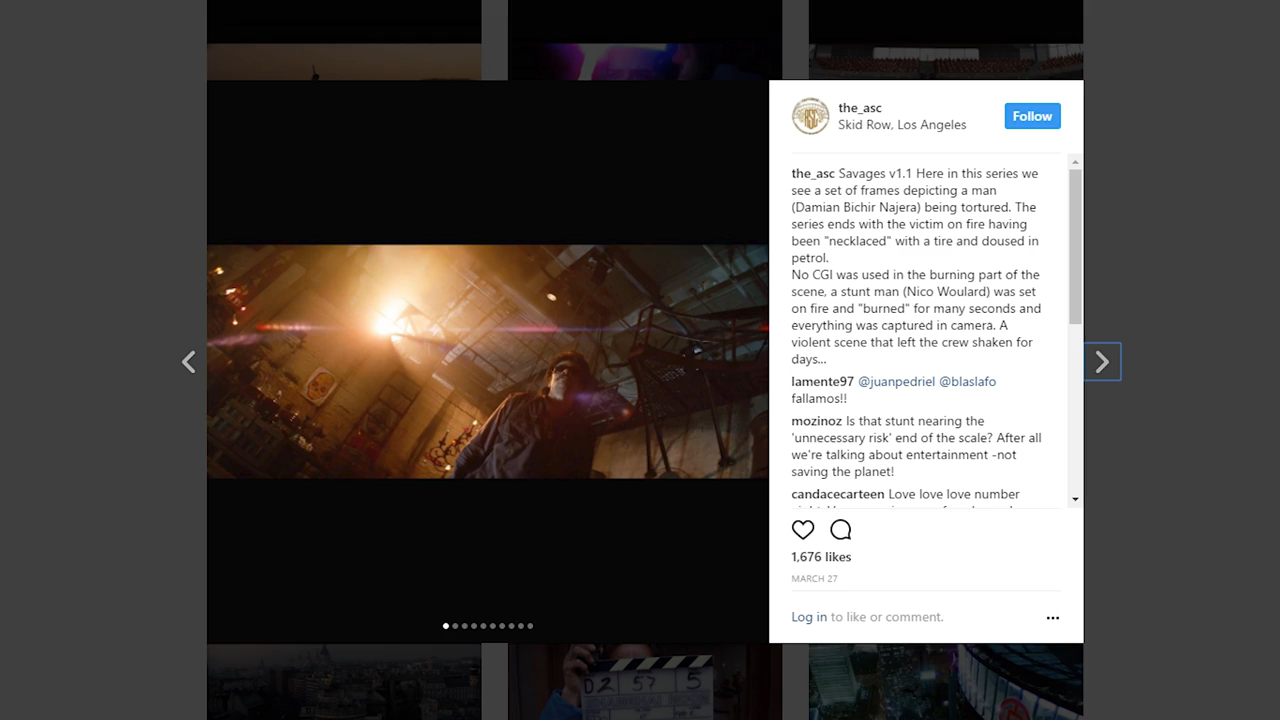 the_asc
Skid Row, Los Angeles
Follow
the_asc Savages v1.1 Here in this series we
see a set of frames depicting a man
(Damian Bichir Najera) being tortured. The
series ends with the victim on fire having
been "necklaced" with a tire and doused in
petrol.
No CGI was used in the burning part of the
scene, a stunt man (Nico Woulard) was set
on fire and "burned" for many seconds and
everything was captured in camera. A
violent scene that left the crew shaken for
days...
lamente97 @juanpedriel @blaslafo
fallamos!!
mozinoz Is that stunt nearing the
'unnecessary risk' end of the scale? After all
we're talking about entertainment -not
saving the planet!
candacecarteen Love love love number
1,676 likes
MARCH 27
Log in to like or comment.
D2 57 5